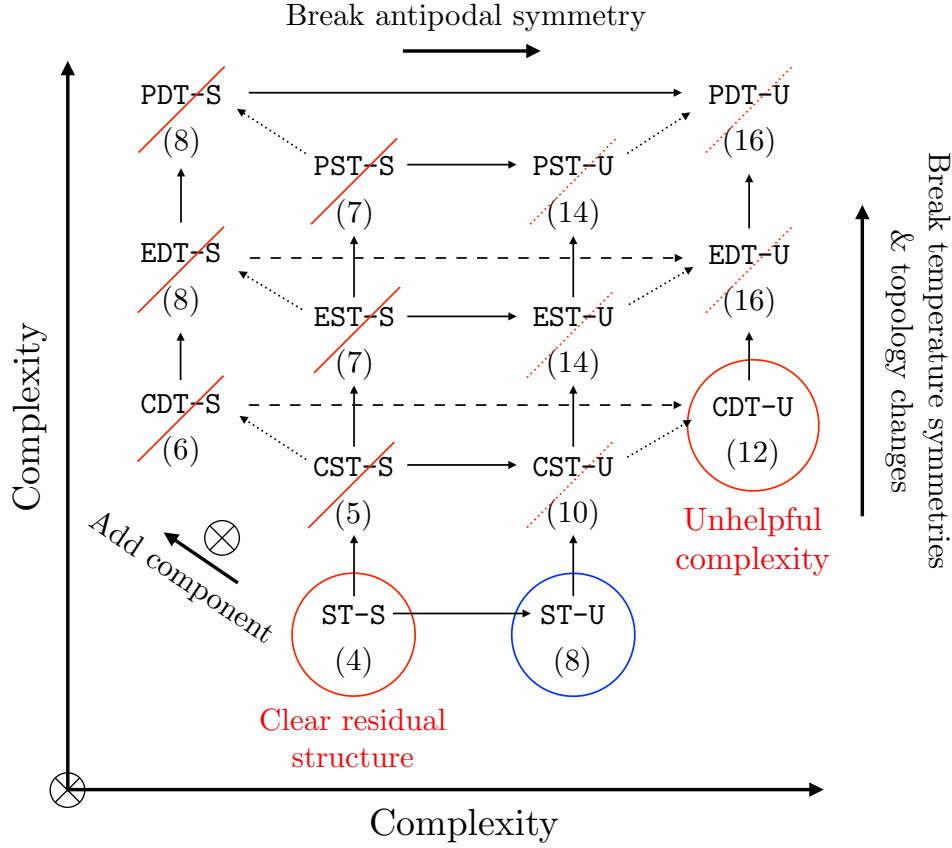 Break antipodal symmetry
PDT-S
(8)
PDT-U
(16)
PST-S
(7)
PST-U
(14)
EDT-S
(8)
EDT-U
(16)
EST-S
(7)
EST-U
(14)
CDT-S
(6)
CDT-U
(12)
CST-S
(5)
CST-U
(10)
Unhelpful
complexity
ST-S
(4)
ST-U
(8)
Clear residual
structure
Add component
Break temperature symmetries
& topology changes
Complexity
Complexity